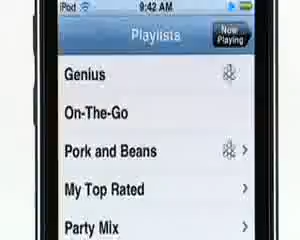 iPod 9:42 AM
Playlists
Now
Playing
Genius
On-The-Go
Pork and Beans
My Top Rated
Party Mix